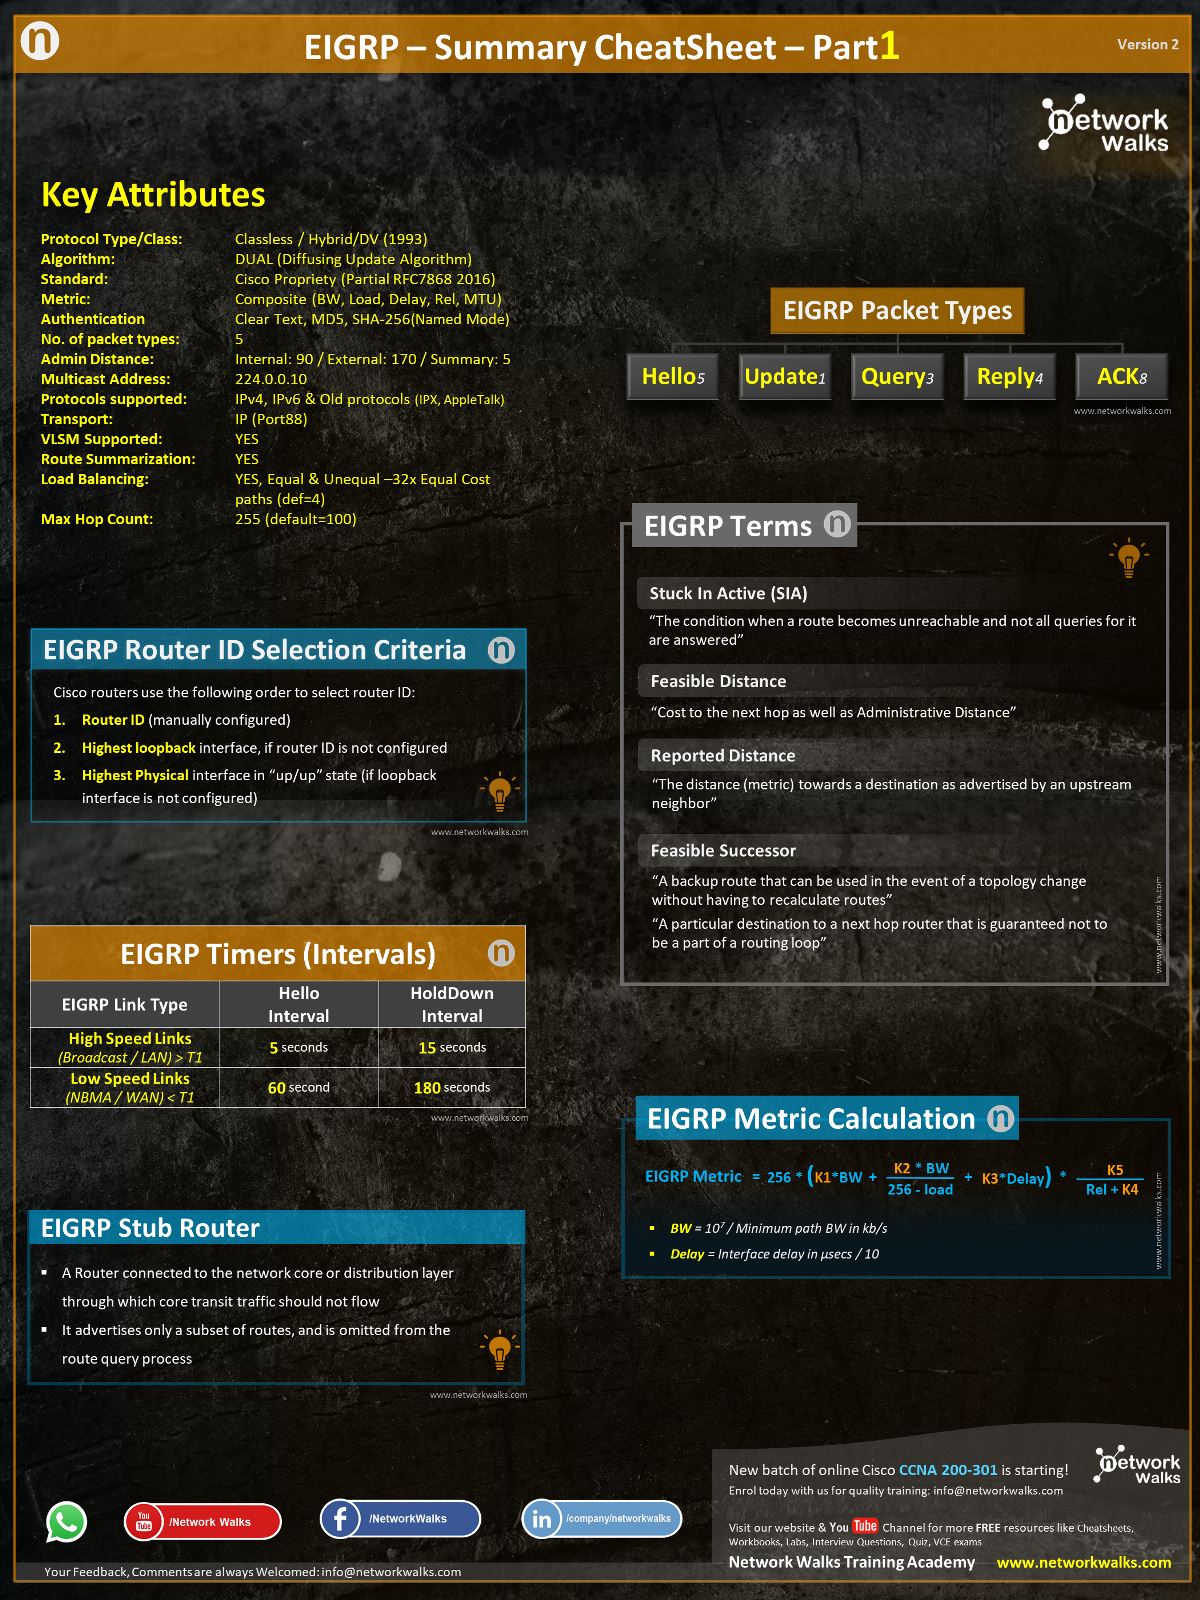 n
EIGRP – Summary CheatSheet – Part1
Version 2
network
Walks
Key Attributes
Protocol Type/Class: Classless / Hybrid/DV (1993)
Algorithm: DUAL (Diffusing Update Algorithm)
Standard: Cisco Propriety (Partial RFC7868 2016)
Metric: Composite (BW, Load, Delay, Rel, MTU)
Authentication Clear Text, MD5, SHA-256(Named Mode)
No. of packet types: 5
Admin Distance: Internal: 90 / External: 170 / Summary: 5
Multicast Address: 224.0.0.10
Protocols supported: IPv4, IPv6 & Old protocols (IPX, AppleTalk)
Transport: IP (Port88)
VLSM Supported: YES
Route Summarization: YES
Load Balancing: YES, Equal & Unequal –32x Equal Cost
paths (def=4)
Max Hop Count: 255 (default=100)
EIGRP Packet Types
Hello5 Update1 Query3 Reply4 ACK8
www.networkwalks.com
EIGRP Router ID Selection Criteria n
Cisco routers use the following order to select router ID:
1. Router ID (manually configured)
2. Highest loopback interface, if router ID is not configured
3. Highest Physical interface in “up/up” state (if loopback
interface is not configured)
www.networkwalks.com
EIGRP Terms n
Stuck In Active (SIA)
“The condition when a route becomes unreachable and not all queries for it
are answered”
Feasible Distance
“Cost to the next hop as well as Administrative Distance”
Reported Distance
“The distance (metric) towards a destination as advertised by an upstream
neighbor”
Feasible Successor
“A backup route that can be used in the event of a topology change
without having to recalculate routes”
“A particular destination to a next hop router that is guaranteed not to
be a part of a routing loop”
www.networkwalks.com
EIGRP Timers (Intervals) n
EIGRP Link Type Hello Interval HoldDown Interval
High Speed Links
(Broadcast / LAN) > T1 5 seconds 15 seconds
Low Speed Links
(NBMA / WAN) < T1 60 second 180 seconds
www.networkwalks.com
EIGRP Metric Calculation n
EIGRP Metric = 256 * (K1*BW + K2 * BW / 256 - load + K3*Delay) * K5 / Rel + K4
▪ BW = 10⁷ / Minimum path BW in kb/s
▪ Delay = Interface delay in µsecs / 10
www.networkwalks.com
EIGRP Stub Router
▪ A Router connected to the network core or distribution layer
through which core transit traffic should not flow
▪ It advertises only a subset of routes, and is omitted from the
route query process
www.networkwalks.com
New batch of online Cisco CCNA 200-301 is starting!
Enrol today with us for quality training: info@networkwalks.com
network
Walks
You Tube /Network Walks
f /NetworkWalks
in /company/networkwalks
Visit our website & You Tube Channel for more FREE resources like Cheatsheets,
Workbooks, Labs, Interview Questions, Quiz, VCE exams
Network Walks Training Academy www.networkwalks.com
Your Feedback, Comments are always Welcomed: info@networkwalks.com